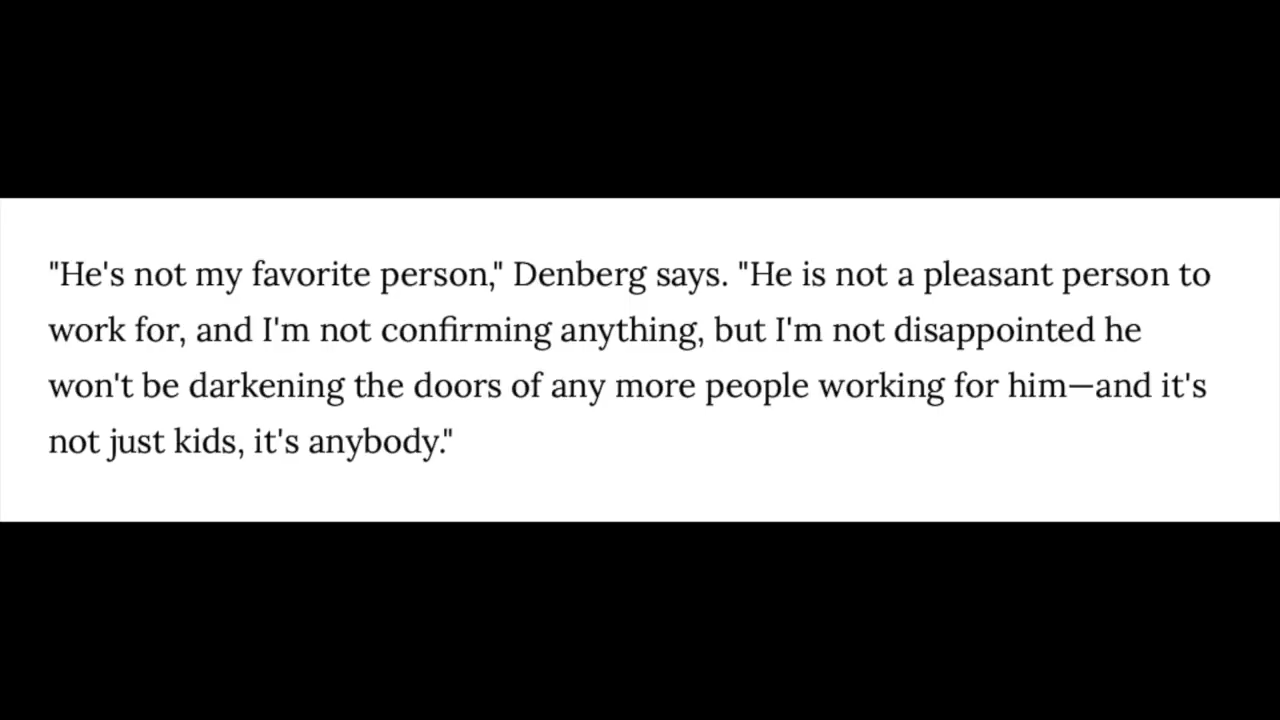 "He's not my favorite person," Denberg says. "He is not a pleasant person to
work for, and I'm not confirming anything, but I'm not disappointed he
won't be darkening the doors of any more people working for him—and it's
not just kids, it's anybody."